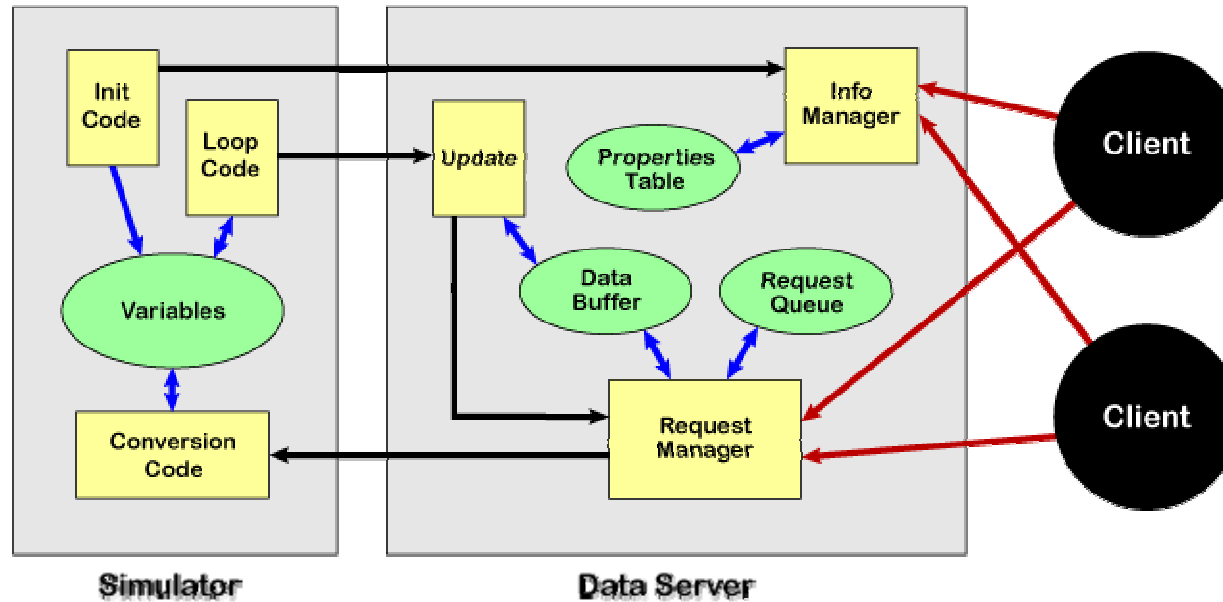 Init
Code
Loop
Code
Variables
Conversion
Code
Simulator
Update
Properties
Table
Info
Manager
Data
Buffer
Request
Queue
Request
Manager
Data Server
Client
Client